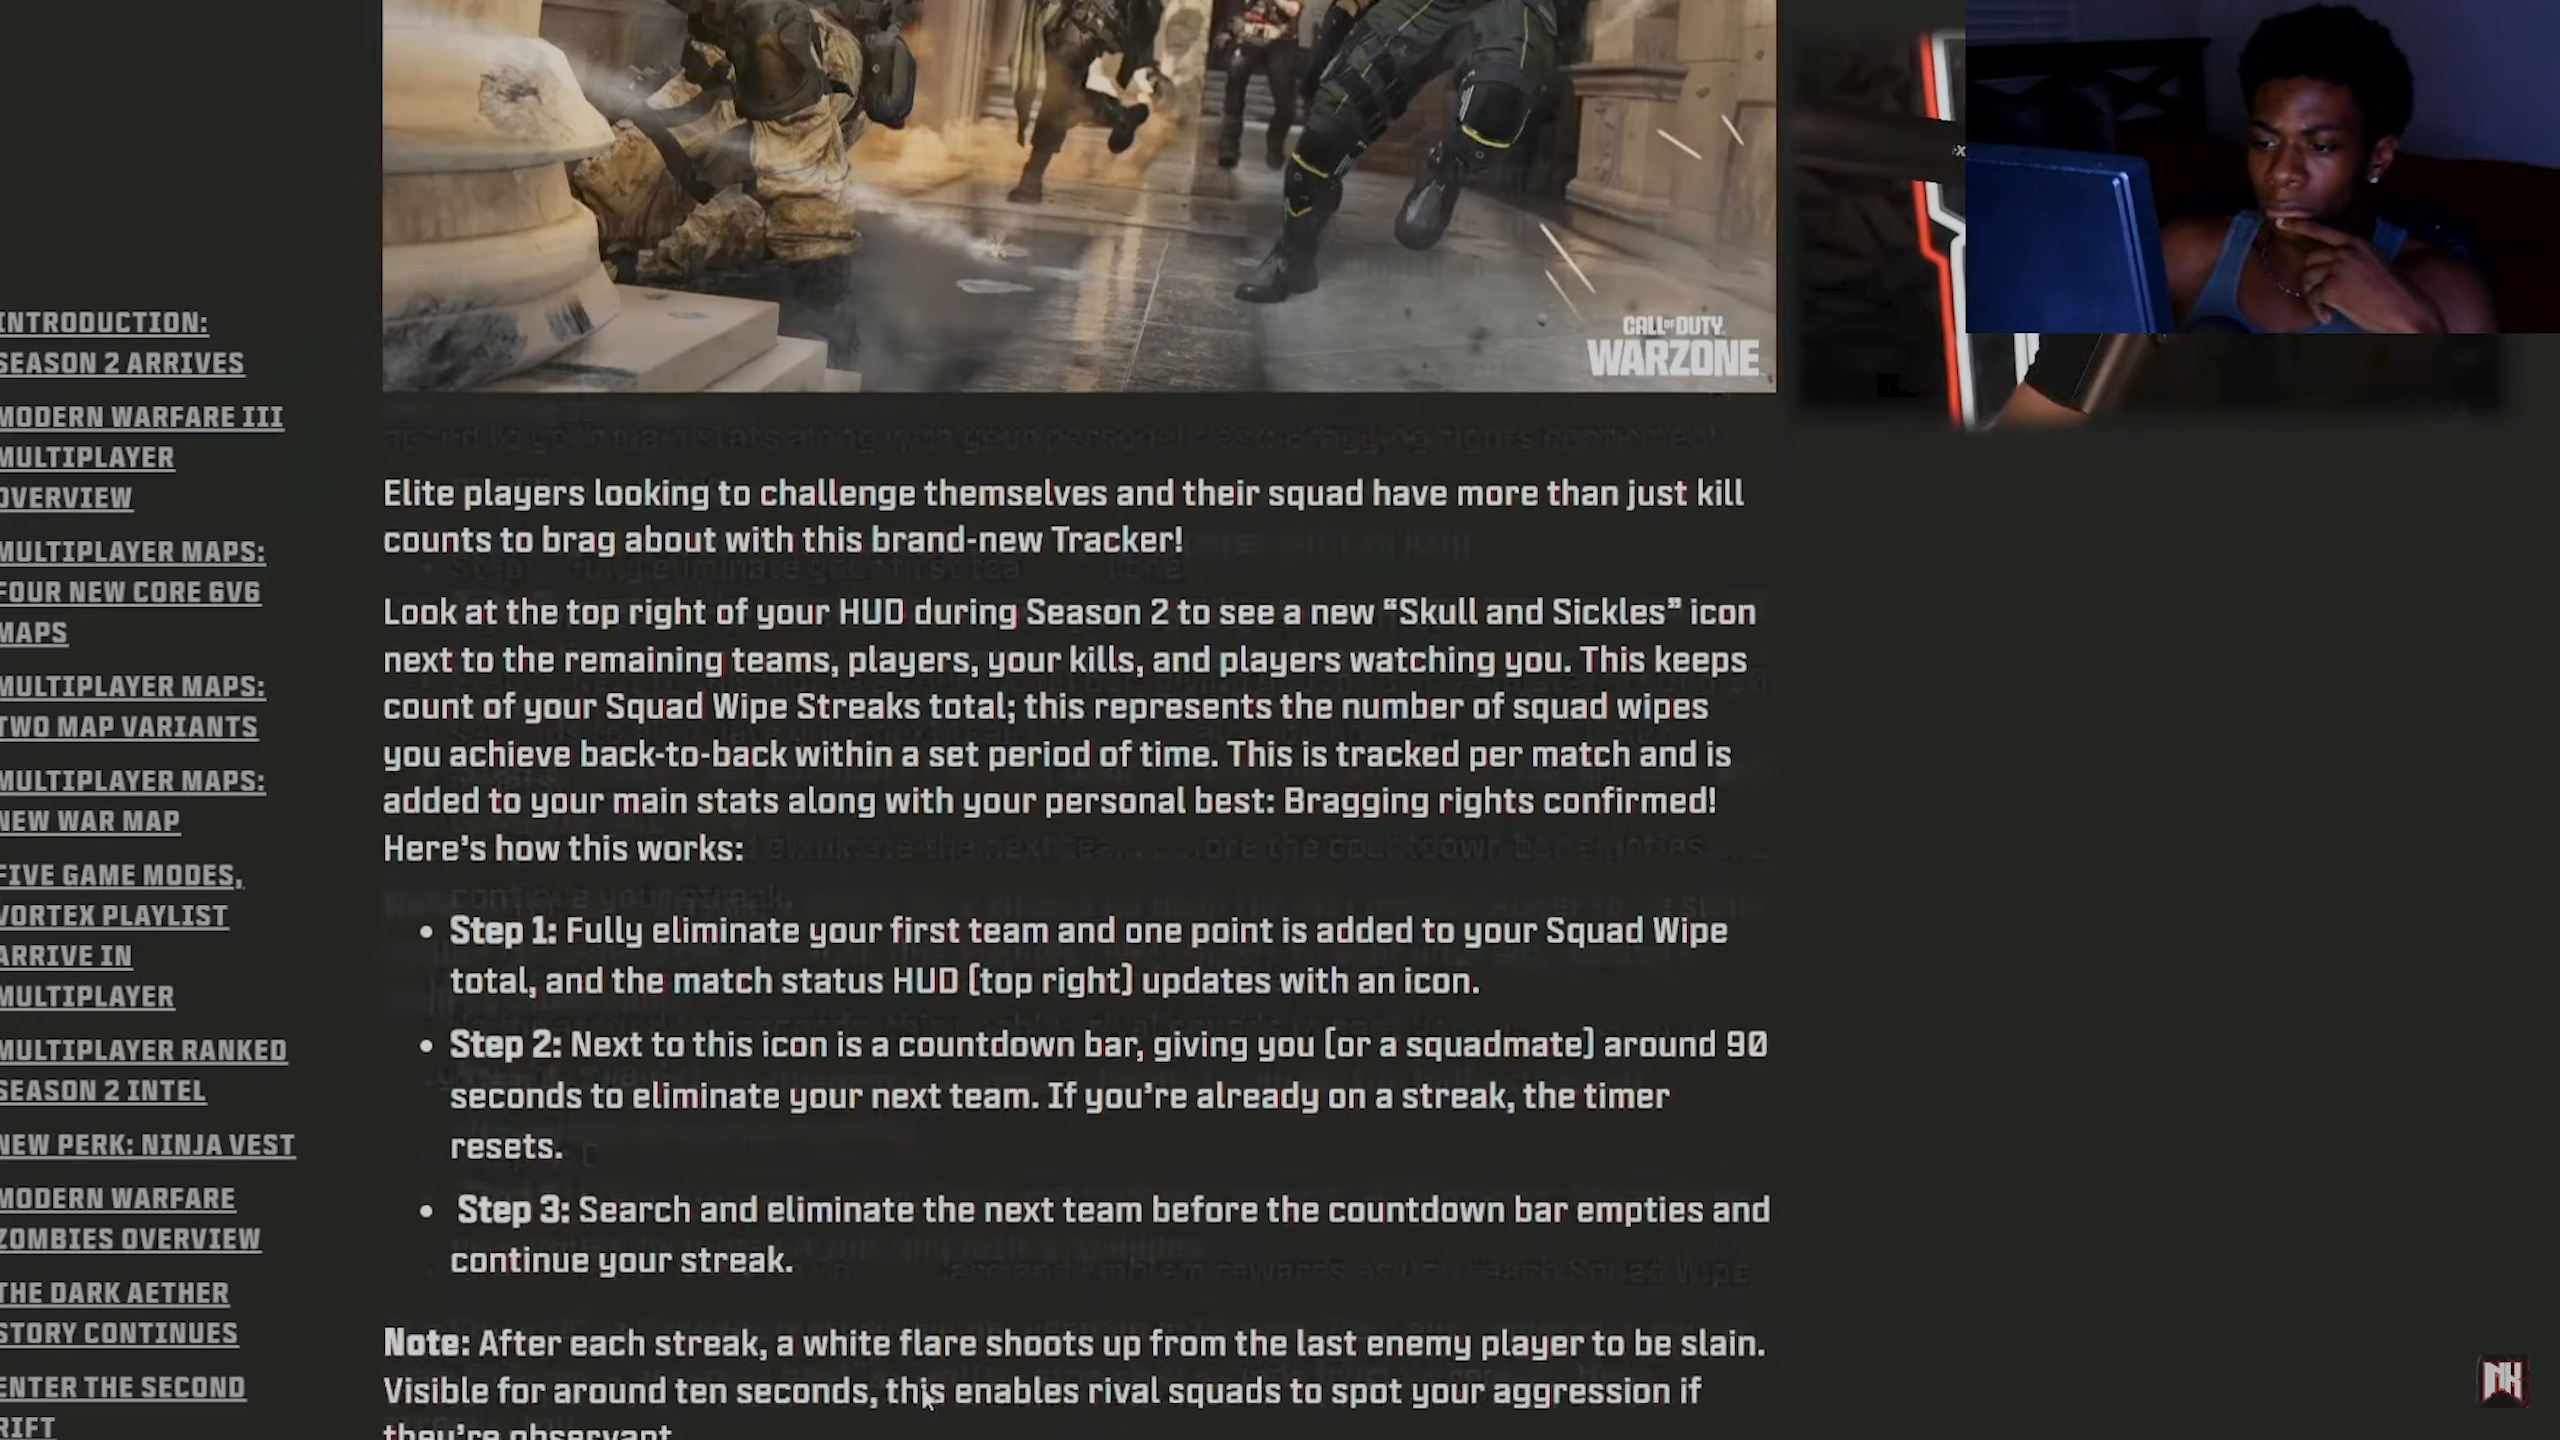 INTRODUCTION:
SEASON 2 ARRIVES
MODERN WARFARE III
MULTIPLAYER
OVERVIEW
MULTIPLAYER MAPS:
FOUR NEW CORE 6V6
MAPS
MULTIPLAYER MAPS:
TWO MAP VARIANTS
MULTIPLAYER MAPS:
NEW WAR MAP
FIVE GAME MODES,
VORTEX PLAYLIST
ARRIVE IN
MULTIPLAYER
MULTIPLAYER RANKED
SEASON 2 INTEL
NEW PERK: NINJA VEST
MODERN WARFARE
ZOMBIES OVERVIEW
THE DARK AETHER
STORY CONTINUES
ENTER THE SECOND
RIFT
CALL OF DUTY
WARZONE
Elite players looking to challenge themselves and their squad have more than just kill
counts to brag about with this brand-new Tracker!
Look at the top right of your HUD during Season 2 to see a new “Skull and Sickles” icon
next to the remaining teams, players, your kills, and players watching you. This keeps
count of your Squad Wipe Streaks total; this represents the number of squad wipes
you achieve back-to-back within a set period of time. This is tracked per match and is
added to your main stats along with your personal best: Bragging rights confirmed!
Here’s how this works:
• Step 1: Fully eliminate your first team and one point is added to your Squad Wipe
total, and the match status HUD (top right) updates with an icon.
• Step 2: Next to this icon is a countdown bar, giving you (or a squadmate) around 90
seconds to eliminate your next team. If you’re already on a streak, the timer
resets.
• Step 3: Search and eliminate the next team before the countdown bar empties and
continue your streak.
Note: After each streak, a white flare shoots up from the last enemy player to be slain.
Visible for around ten seconds, this enables rival squads to spot your aggression if
they’re observant
NK